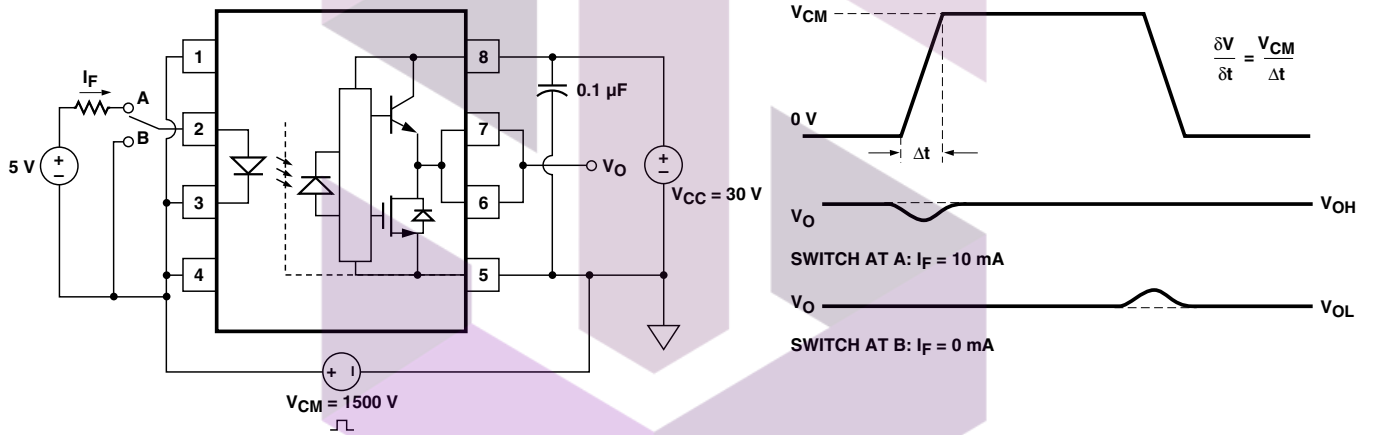 I_F
A
B
5 V
+
−
1
2
3
4
8
7
6
5
0.1 µF
V_O
+
−
V_CC = 30 V
+
V_CM = 1500 V
V_CM
0 V
Δt
δV/δt = V_CM/Δt
V_O
V_OH
SWITCH AT A: I_F = 10 mA
V_O
V_OL
SWITCH AT B: I_F = 0 mA